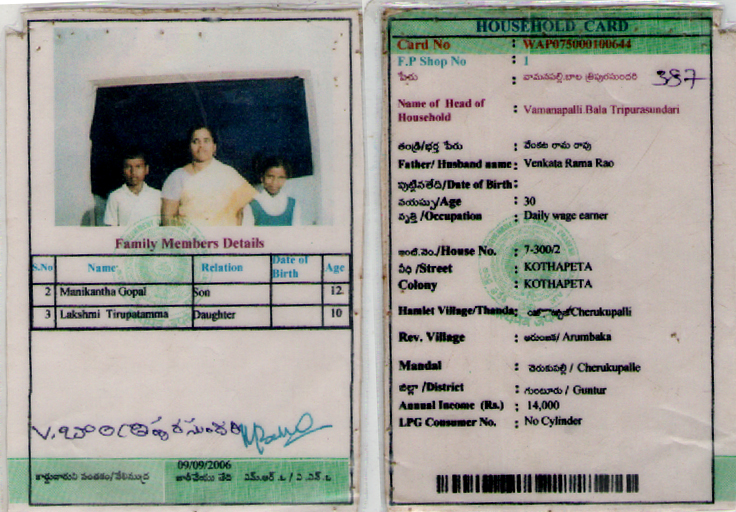 Family Members Details
S.No Name Relation Date of Birth Age
2 Manikantha Gopal Son 12
3 Lakshmi Tirupatamma Daughter 10
V. బాల త్రిపురసుందరి
కార్డుదారుని సంతకం/వేలిముద్ర
09/09/2006
జారీచేయు తేది ఎమ్.ఆర్.ఓ / ఏ.ఎస్.ఓ
HOUSEHOLD CARD
Card No : WAP075000100644
F.P Shop No : 1
పేరు : వామనపల్లి.బాల త్రిపురసుందరి 387
Name of Head of Household : Vamanapalli.Bala Tripurasundari
తండ్రి/భర్త పేరు : వేంకట రామ రావు
Father/ Husband name : Venkata Rama Rao
పుట్టినతేది/Date of Birth :
వయస్సు/Age : 30
వృత్తి /Occupation : Daily wage earner
ఇంటి.నెం./House No. : 7-300/2
వీధి /Street : KOTHAPETA
Colony : KOTHAPETA
Hamlet Village/Thanda : Cherukupalli
Rev. Village : అరుంబాక/ Arumbaka
Mandal : చెరుకుపల్లి / Cherukupalle
జిల్లా /District : గుంటూరు / Guntur
Annual Income (Rs.) : 14,000
LPG Consumer No. : No Cylinder